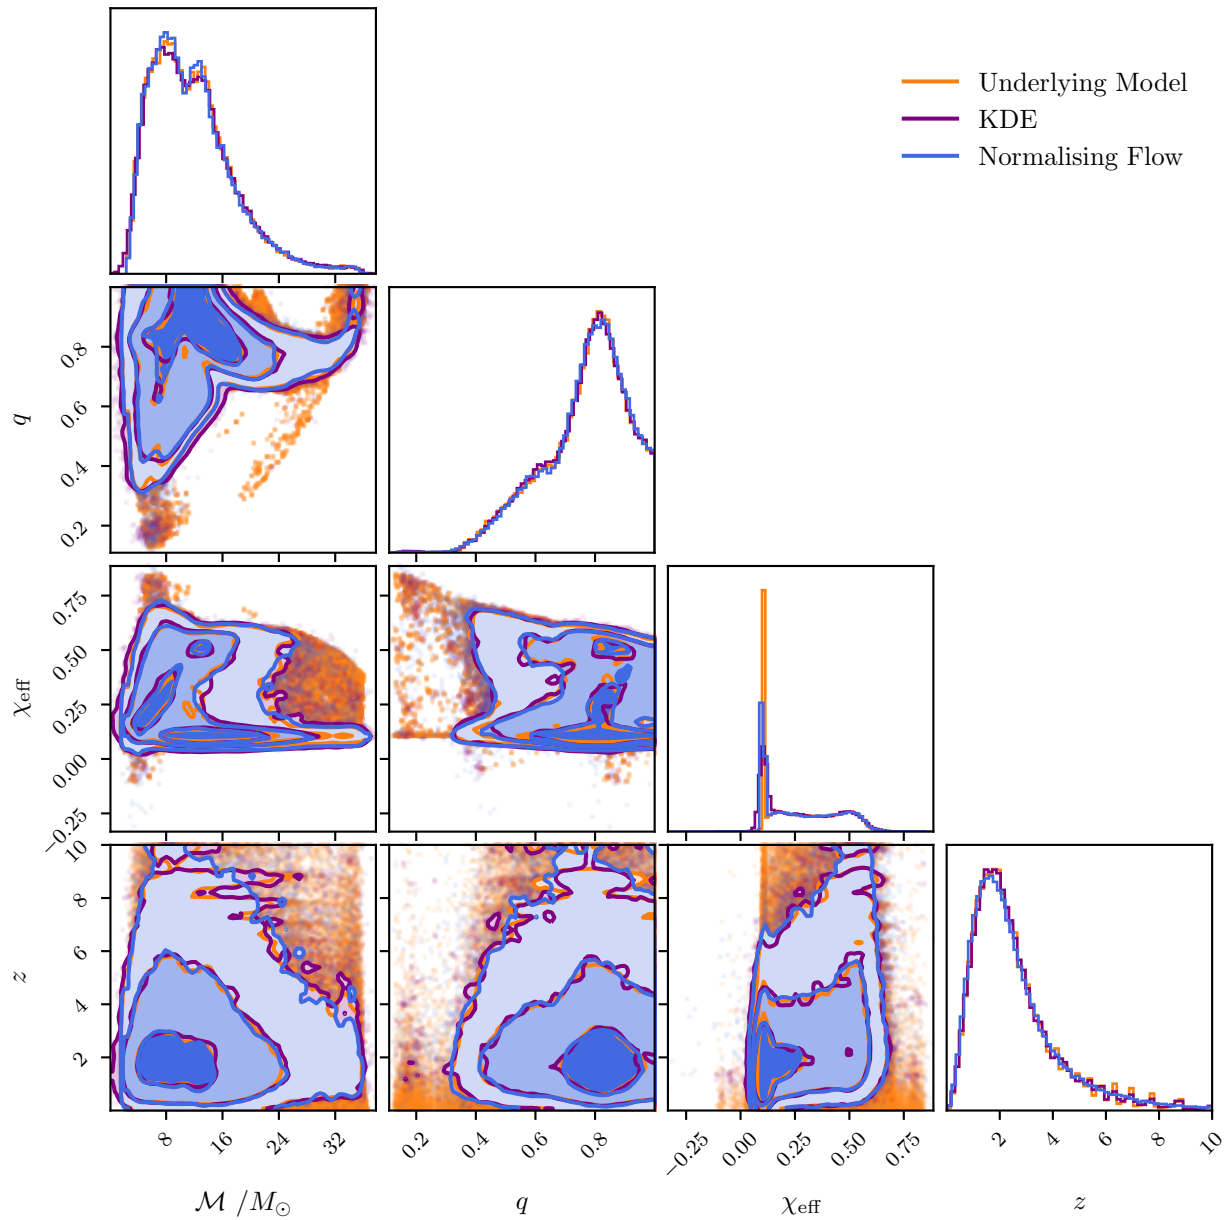 Underlying Model
KDE
Normalising Flow
0.8
0.6
0.4
0.2
q
0.75
0.50
0.25
0.00
−0.25
χeff
10
8
6
4
2
z
8 16 24 32
0.2 0.4 0.6 0.8
−0.25 0.00 0.25 0.50 0.75
2 4 6 8 10
ℳ /M⊙
q
χeff
z